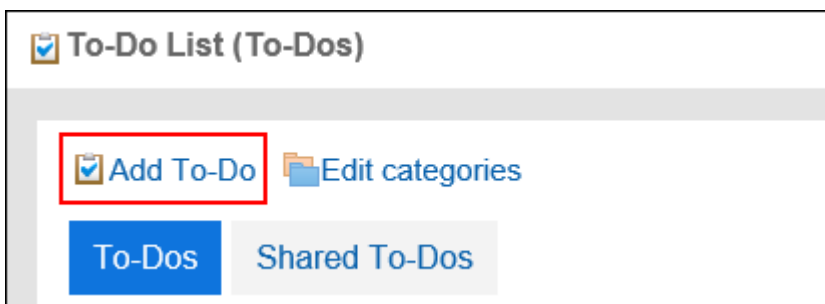 To-Do List (To-Dos)
Add To-Do Edit categories
To-Dos Shared To-Dos